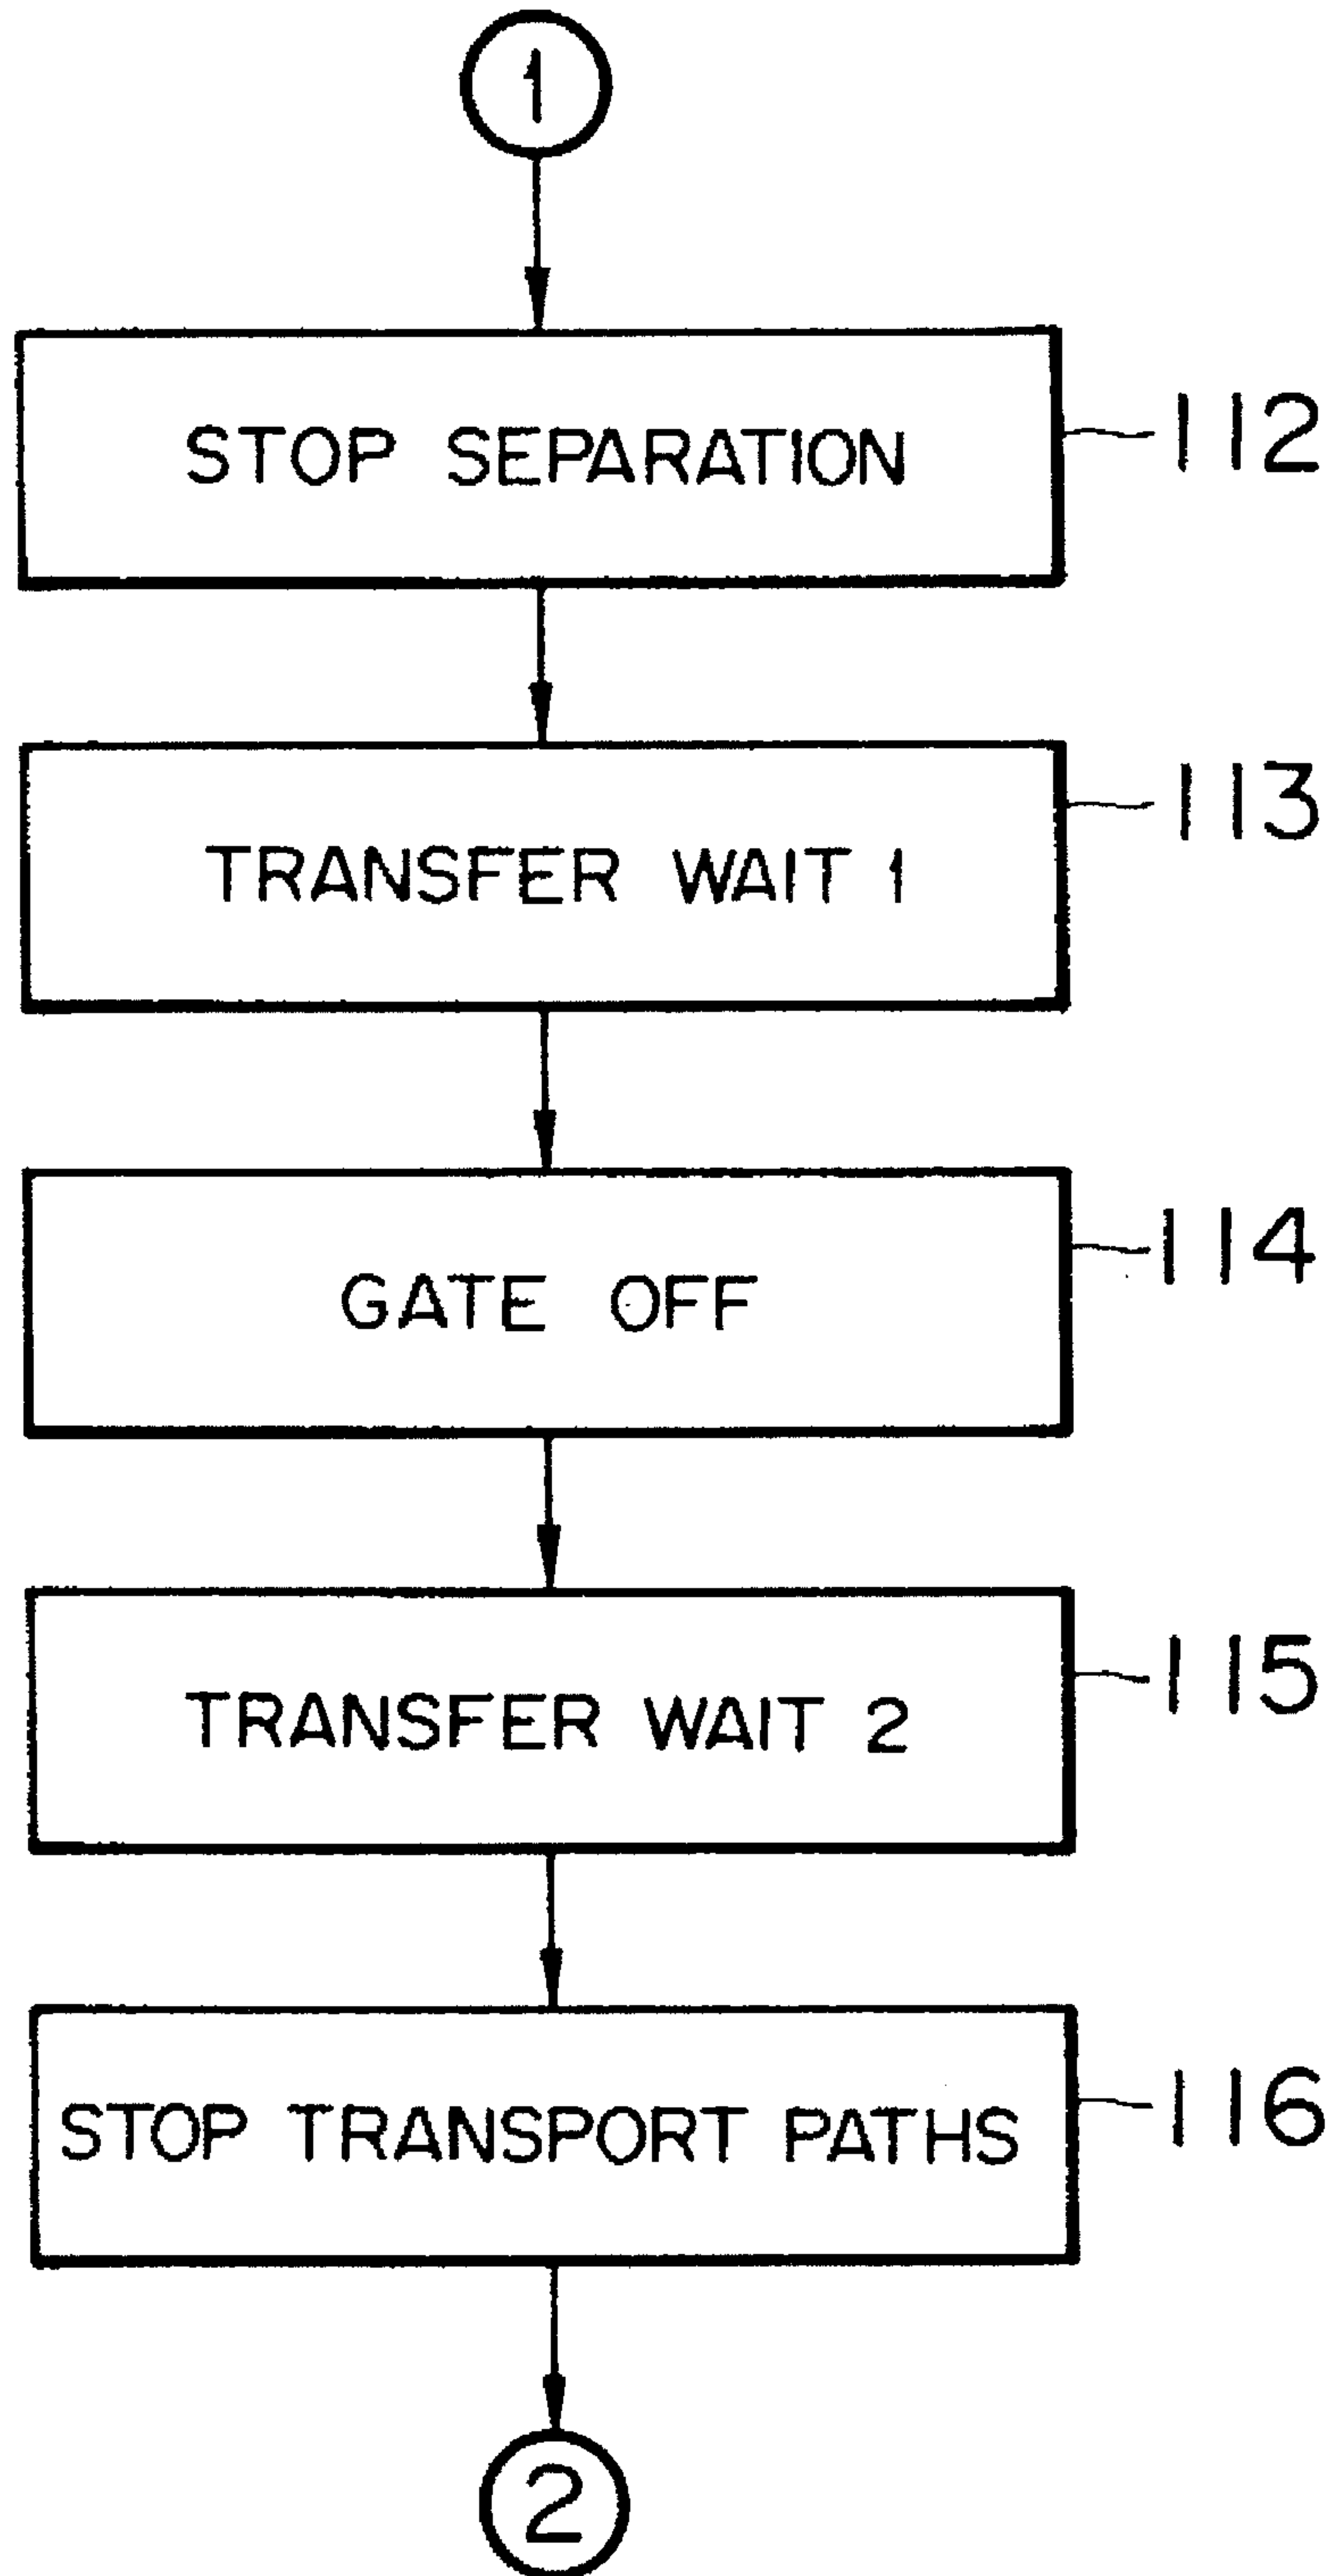 1
STOP SEPARATION
112
TRANSFER WAIT 1
113
GATE OFF
114
TRANSFER WAIT 2
115
STOP TRANSPORT PATHS
116
2